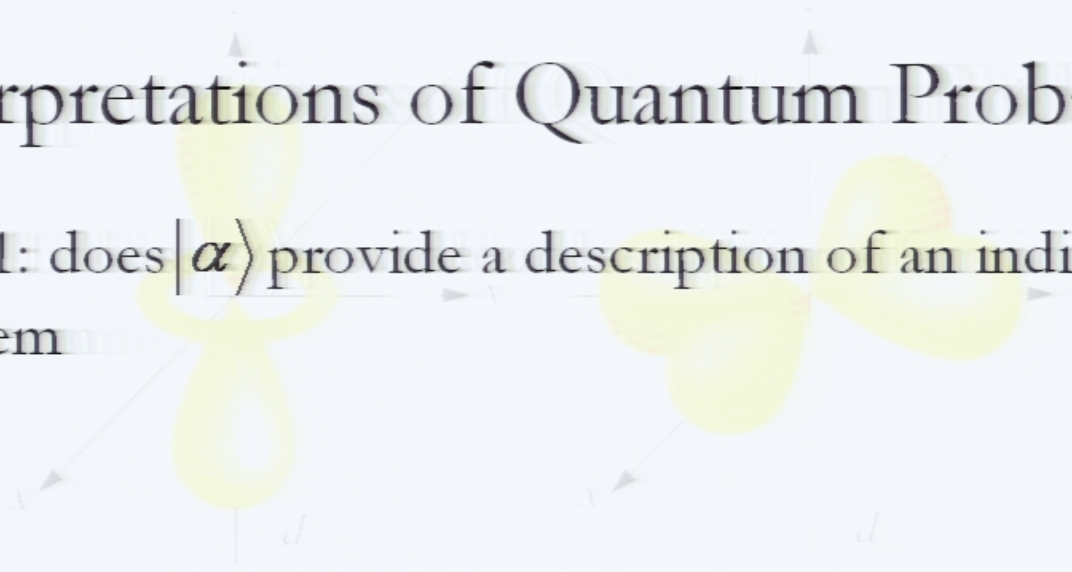 rpretations of Quantum Prob
1: does |α⟩ provide a description of an indi
em
d
d